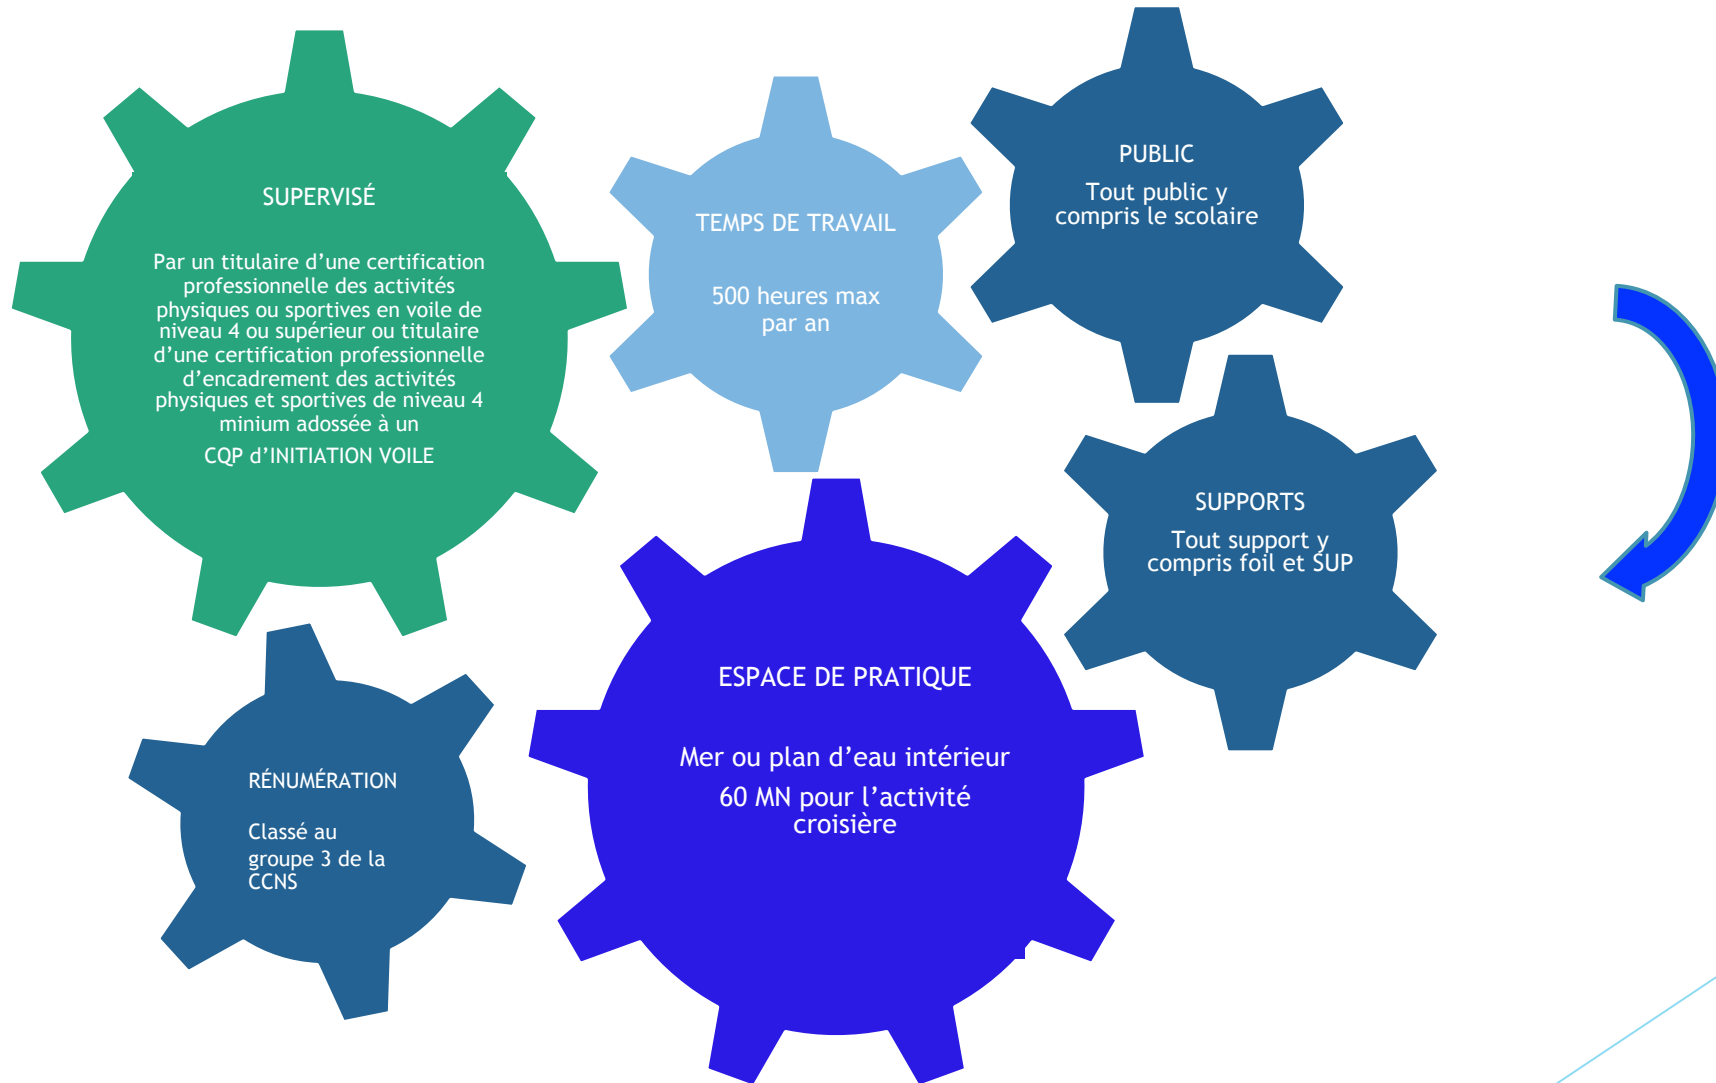 SUPERVISÉ
Par un titulaire d’une certification
professionnelle des activités
physiques ou sportives en voile de
niveau 4 ou supérieur ou titulaire
d’une certification professionnelle
d’encadrement des activités
physiques et sportives de niveau 4
minium adossée à un
CQP d’INITIATION VOILE
TEMPS DE TRAVAIL
500 heures max
par an
PUBLIC
Tout public y
compris le scolaire
SUPPORTS
Tout support y
compris foil et SUP
RÉNUMÉRATION
Classé au
groupe 3 de la
CCNS
ESPACE DE PRATIQUE
Mer ou plan d’eau intérieur
60 MN pour l’activité
croisière